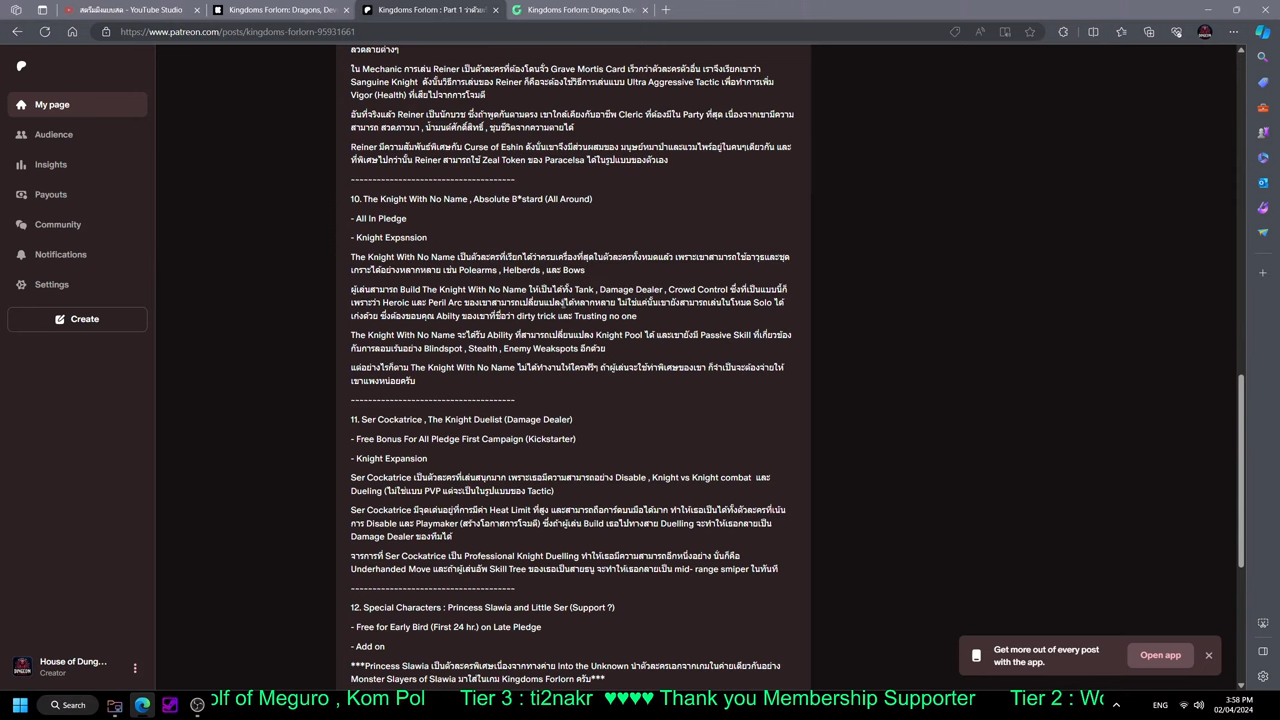 สตรีมมิงแบบสด - YouTube Studio
Kingdoms Forlorn: Dragons, Dev
Kingdoms Forlorn : Part 1 ว่าด้วยเ
Kingdoms Forlorn: Dragons, Dev
https://www.patreon.com/posts/kingdoms-forlorn-95931661
ลวดลายต่างๆ
ใน Mechanic การเล่น Reiner เป็นตัวละครที่ต้องโดนจั่ว Grave Mortis Card เร็วกว่าตัวละครตัวอื่น เราจึงเรียกเขาว่า
Sanguine Knight ดังนั้นวิธีการเล่นของ Reiner ก็คือจะต้องใช้วิธีการเล่นแบบ Ultra Aggressive Tactic เพื่อทำการเพิ่ม
Vigor (Health) ที่เสียไปจากการโจมตี
อันที่จริงแล้ว Reiner เป็นนักบวช ซึ่งถ้าพูดกันตามตรง เขาใกล้เคียงกับอาชีพ Cleric ที่ต้องมีใน Party ที่สุด เนื่องจากเขามีความ
สามารถ สวดภาวนา , น้ำมนต์ศักดิ์สิทธิ์ , ชุบชีวิตจากความตายได้
Reiner มีความสัมพันธ์พิเศษกับ Curse of Eshin ดังนั้นเขาจึงมีส่วนผสมของ มนุษย์หมาป่าและแวมไพร์อยู่ในคนๆเดียวกัน และ
ที่พิเศษไปกว่านั้น Reiner สามารถใช้ Zeal Token ของ Paracelsa ได้ในรูปแบบของตัวเอง
--------------------------------------
10. The Knight With No Name , Absolute B*stard (All Around)
- All In Pledge
- Knight Expsnsion
The Knight With No Name เป็นตัวละครที่เรียกได้ว่าครบเครื่องที่สุดในตัวละครทั้งหมดแล้ว เพราะเขาสามารถใช้อาวุธและชุด
เกราะได้อย่างหลากหลาย เช่น Polearms , Helberds , และ Bows
ผู้เล่นสามารถ Build The Knight With No Name ให้เป็นได้ทั้ง Tank , Damage Dealer , Crowd Control ซึ่งที่เป็นแบบนี้ก็
เพราะว่า Heroic และ Peril Arc ของเขาสามารถเปลี่ยนแปลงได้หลากหลาย ไม่ใช่แค่นั้นเขายังสามารถเล่นในโหมด Solo ได้
เก่งด้วย ซึ่งต้องขอบคุณ Abilty ของเขาที่ชื่อว่า dirty trick และ Trusting no one
The Knight With No Name จะได้รับ Ability ที่สามารถเปลี่ยนแปลง Knight Pool ได้ และเขายังมี Passive Skill ที่เกี่ยวข้อง
กับการลอบเร้นอย่าง Blindspot , Stealth , Enemy Weakspots อีกด้วย
แต่อย่างไรก็ตาม The Knight With No Name ไม่ได้ทำงานให้ใครฟรีๆ ถ้าผู้เล่นจะใช้ท่าพิเศษของเขา ก็จำเป็นจะต้องจ่ายให้
เขาแพงหน่อยครับ
--------------------------------------
11. Ser Cockatrice , The Knight Duelist (Damage Dealer)
- Free Bonus For All Pledge First Campaign (Kickstarter)
- Knight Expansion
Ser Cockatrice เป็นตัวละครที่เล่นสนุกมาก เพราะเธอมีความสามารถอย่าง Disable , Knight vs Knight combat และ
Dueling (ไม่ใช่แบบ PVP แต่จะเป็นในรูปแบบของ Tactic)
Ser Cockatrice มีจุดเด่นอยู่ที่การมีค่า Heat Limit ที่สูง และสามารถถือการ์ดบนมือได้มาก ทำให้เธอเป็นได้ทั้งตัวละครที่เน้น
การ Disable และ Playmaker (สร้างโอกาสการโจมตี) ซึ่งถ้าผู้เล่น Build เธอไปทางสาย Duelling จะทำให้เธอกลายเป็น
Damage Dealer ของทีมได้
จารการที่ Ser Cockatrice เป็น Professional Knight Duelling ทำให้เธอมีความสามารถอีกหนึ่งอย่าง นั่นก็คือ
Underhanded Move และถ้าผู้เล่นอัพ Skill Tree ของเธอเป็นสายธนู จะทำให้เธอกลายเป็น mid- range smiper ในทันที
--------------------------------------
12. Special Characters : Princess Slawia and Little Ser (Support ?)
- Free for Early Bird (First 24 hr.) on Late Pledge
- Add on
***Princess Slawia เป็นตัวละครพิเศษเนื่องจากทางค่าย Into the Unknown นำตัวละครเอกจากเกมในค่ายเดียวกันอย่าง
Monster Slayers of Slawia มาใส่ในเกม Kingdoms Forlorn ครับ***
My page
Audience
Insights
Payouts
Community
Notifications
Settings
Create
House of Dung...
Creator
Get more out of every post
with the app.
Open app
olf of Meguro , Kom Pol Tier 3 : ti2nakr ♥♥♥♥ Thank you Membership Supporter Tier 2 : Wo
Search
ENG
3:58 PM
02/04/2024